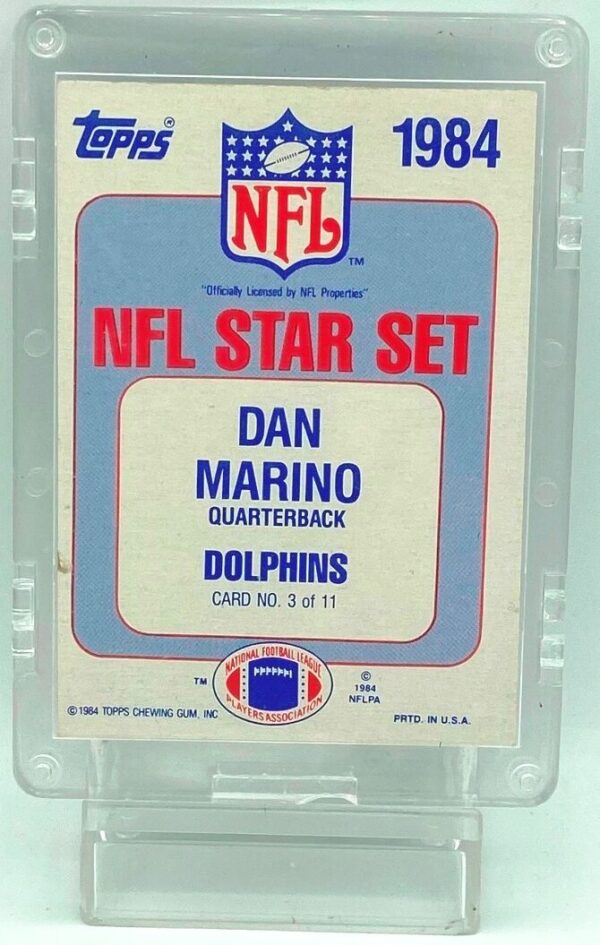 Topps®
1984
NFL
TM
"Officially Licensed by NFL Properties"
NFL STAR SET
DAN
MARINO
QUARTERBACK
DOLPHINS
CARD NO. 3 of 11
TM
NATIONAL FOOTBALL LEAGUE
PLAYERS ASSOCIATION
©
1984
NFLPA
© 1984 TOPPS CHEWING GUM, INC
PRTD. IN U.S.A.